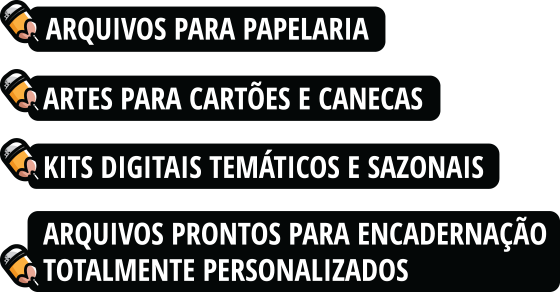 ARQUIVOS PARA PAPELARIA
ARTES PARA CARTÕES E CANECAS
KITS DIGITAIS TEMÁTICOS E SAZONAIS
ARQUIVOS PRONTOS PARA ENCADERNAÇÃO
TOTALMENTE PERSONALIZADOS